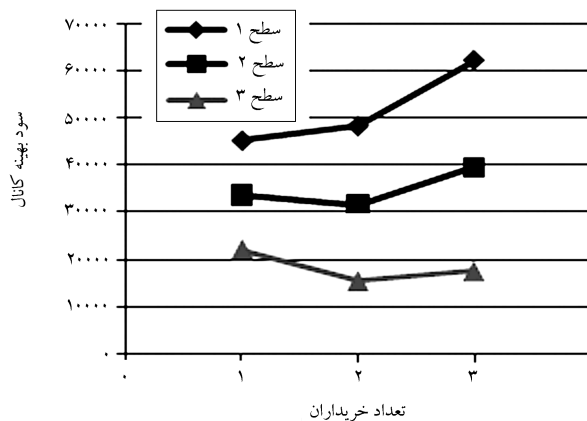 ۷۰۰۰۰
۶۰۰۰۰
۵۰۰۰۰
۴۰۰۰۰
۳۰۰۰۰
۲۰۰۰۰
۱۰۰۰۰
۰
سطح ۱
سطح ۲
سطح ۳
سود بهینه کانال
۰ ۱ ۲ ۳
تعداد خریداران